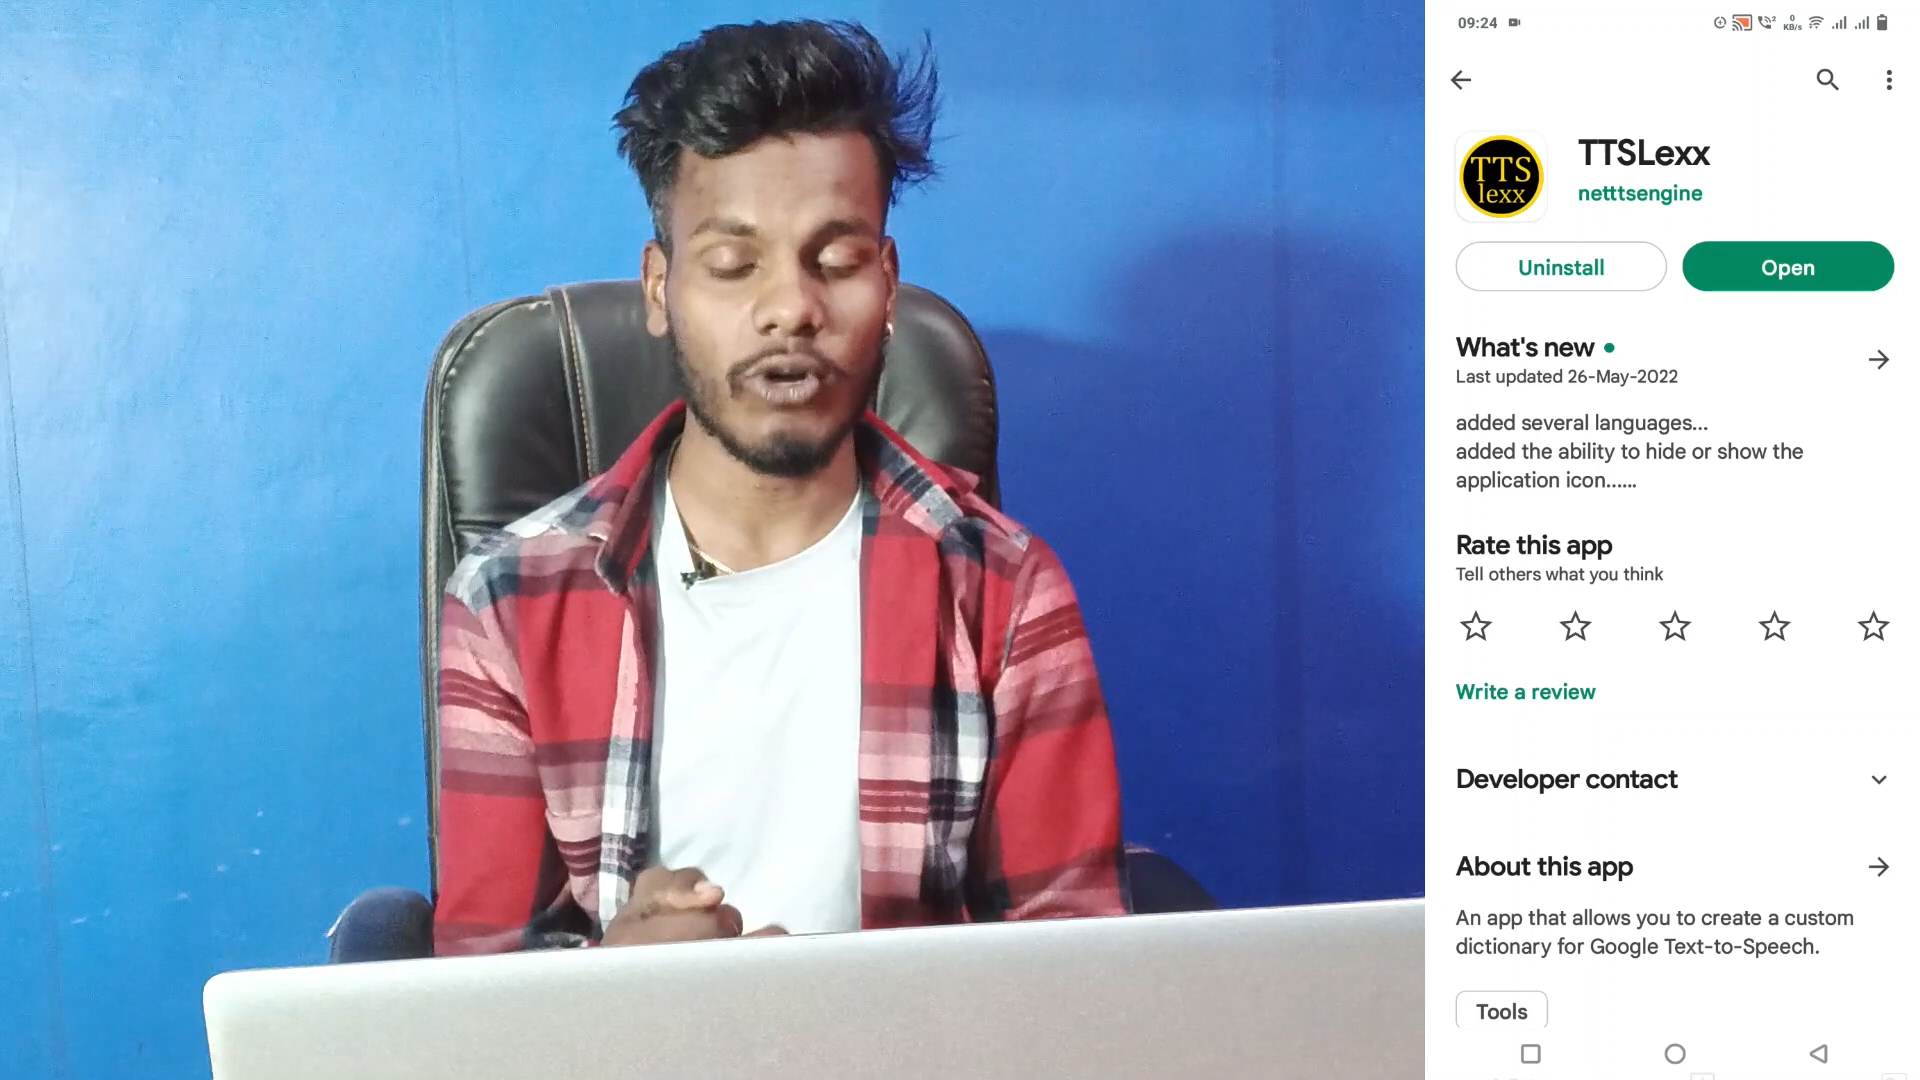 09:24
0
KB/s
TTSLexx
TTS
lexx
netttsengine
Uninstall
Open
What's new
Last updated 26-May-2022
added several languages...
added the ability to hide or show the
application icon......
Rate this app
Tell others what you think
Write a review
Developer contact
About this app
An app that allows you to create a custom
dictionary for Google Text-to-Speech.
Tools